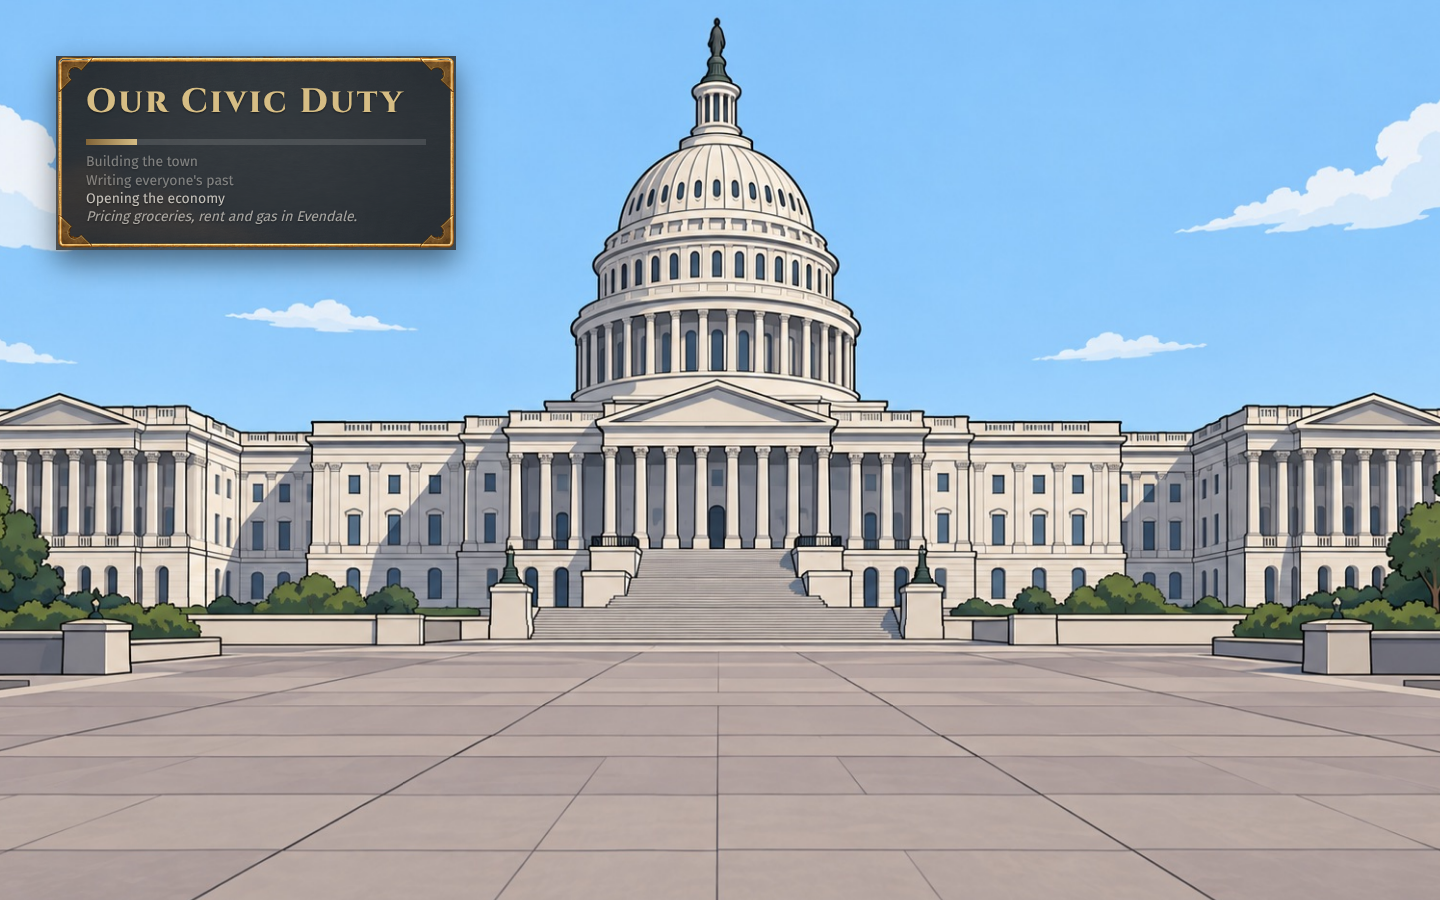 Our Civic Duty
Building the town
Writing everyone's past
Opening the economy
Pricing groceries, rent and gas in Evendale.